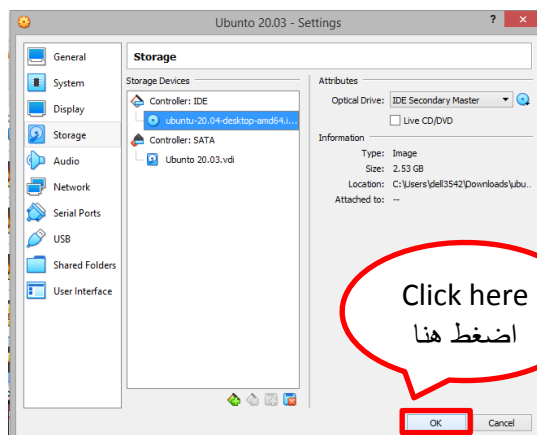 Ubunto 20.03 - Settings
?
×
General
System
Display
Storage
Audio
Network
Serial Ports
USB
Shared Folders
User Interface
Storage
Storage Devices
Controller: IDE
ubuntu-20.04-desktop-amd64.i...
Controller: SATA
Ubunto 20.03.vdi
Attributes
Optical Drive: IDE Secondary Master
Live CD/DVD
Information
Type: Image
Size: 2.53 GB
Location: C:\Users\dell3542\Downloads\ubu..
Attached to: --
Click here
اضغط هنا
OK
Cancel